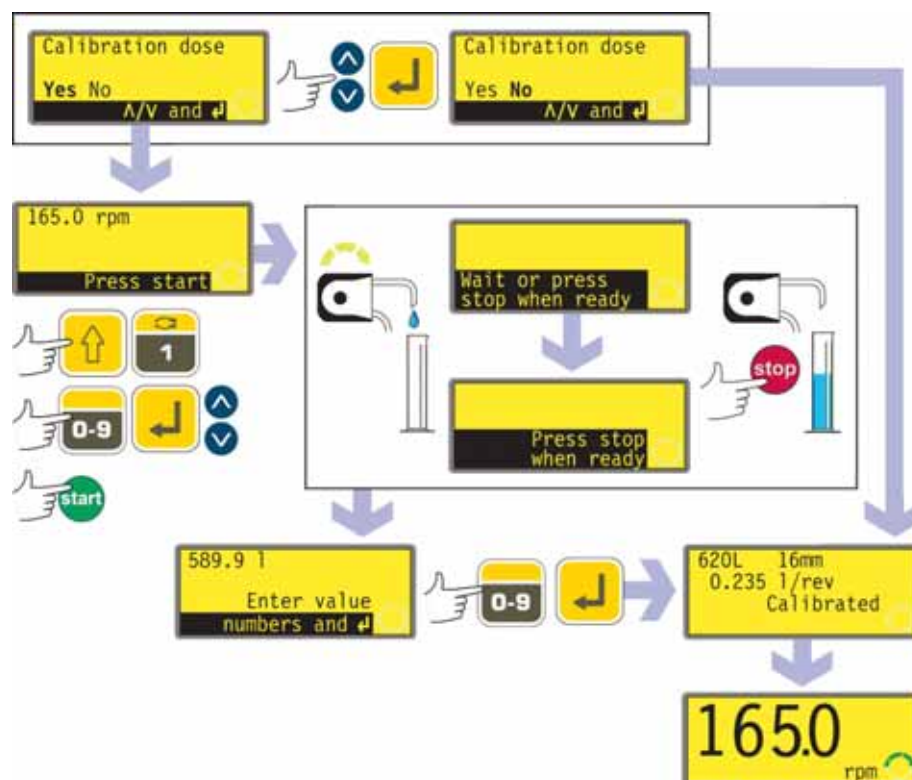 Calibration dose
Yes No
Λ/V and ↲
Calibration dose
Yes No
Λ/V and ↲
165.0 rpm
Press start
1
0-9
start
Wait or press
stop when ready
Press stop
when ready
stop
589.9 l
Enter value
numbers and ↲
0-9
620L 16mm
0.235 l/rev
Calibrated
165.0
rpm